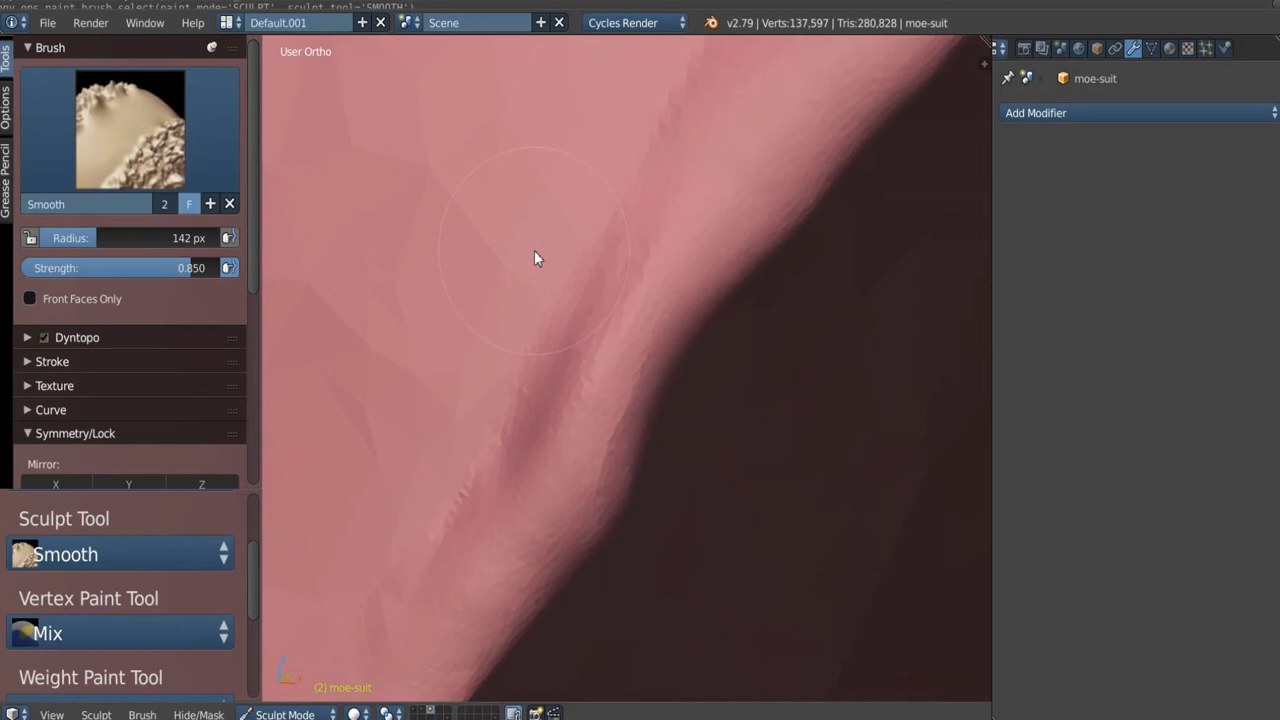 File Render Window Help Default.001 Scene Cycles Render v2.79 | Verts:137,597 | Tris:280,828 | moe-suit
Tools
Options
Grease Pencil
Brush
Smooth 2 F
Radius: 142 px
Strength: 0.850
Front Faces Only
Dyntopo
Stroke
Texture
Curve
Symmetry/Lock
Mirror:
X Y Z
Sculpt Tool
Smooth
Vertex Paint Tool
Mix
Weight Paint Tool
User Ortho
(2) moe-suit
moe-suit
Add Modifier
View Sculpt Brush Hide/Mask Sculpt Mode